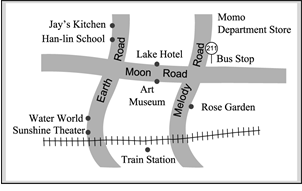 Jay's Kitchen
Han-lin School
Momo
Department Store
211
Bus Stop
Lake Hotel
Earth Road
Moon Road
Melody Road
Art
Museum
Rose Garden
Water World
Sunshine Theater
Train Station